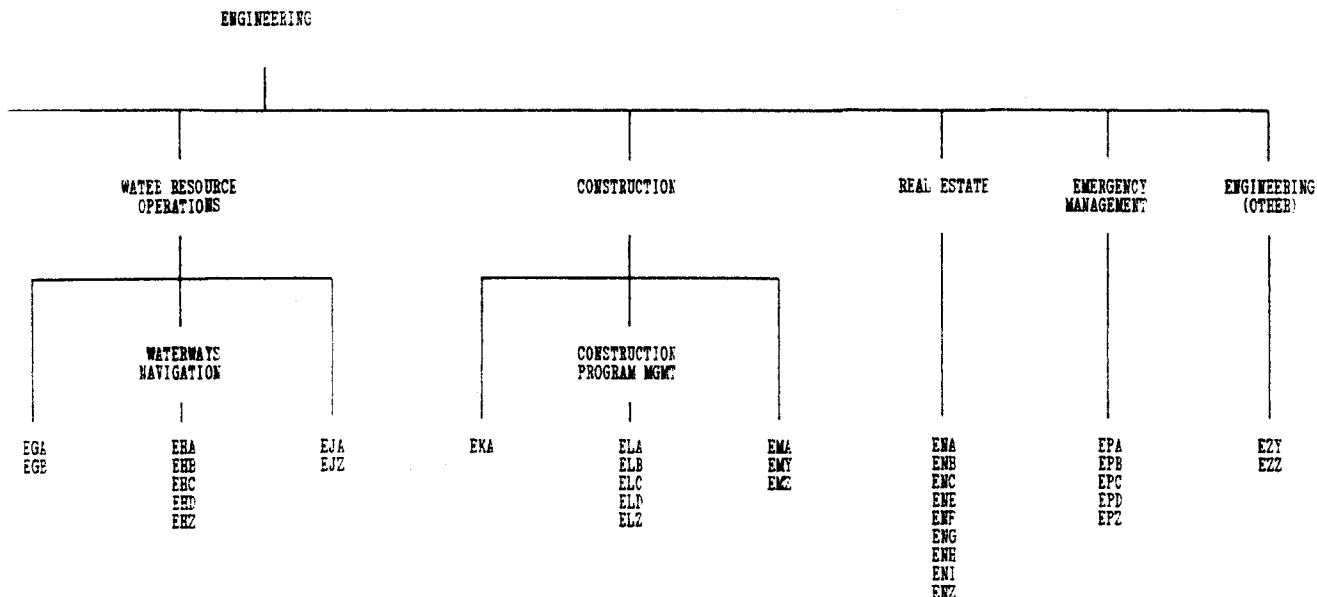 ENGINEERING
WATER RESOURCE
OPERATIONS
CONSTRUCTION
REAL ESTATE
EMERGENCY
MANAGEMENT
ENGINEERING
(OTHER)
WATERWAYS
NAVIGATION
CONSTRUCTION
PROGRAM MGMT
EGA
EGB
EHA
EHB
EHC
EHD
EHZ
EJA
EJZ
EKA
ELA
ELB
ELC
ELD
ELZ
EMA
EMY
EMZ
ENA
ENB
ENC
ENE
ENF
ENG
ENH
ENI
ENZ
EPA
EPB
EPC
EPD
EPZ
EZY
EZZ